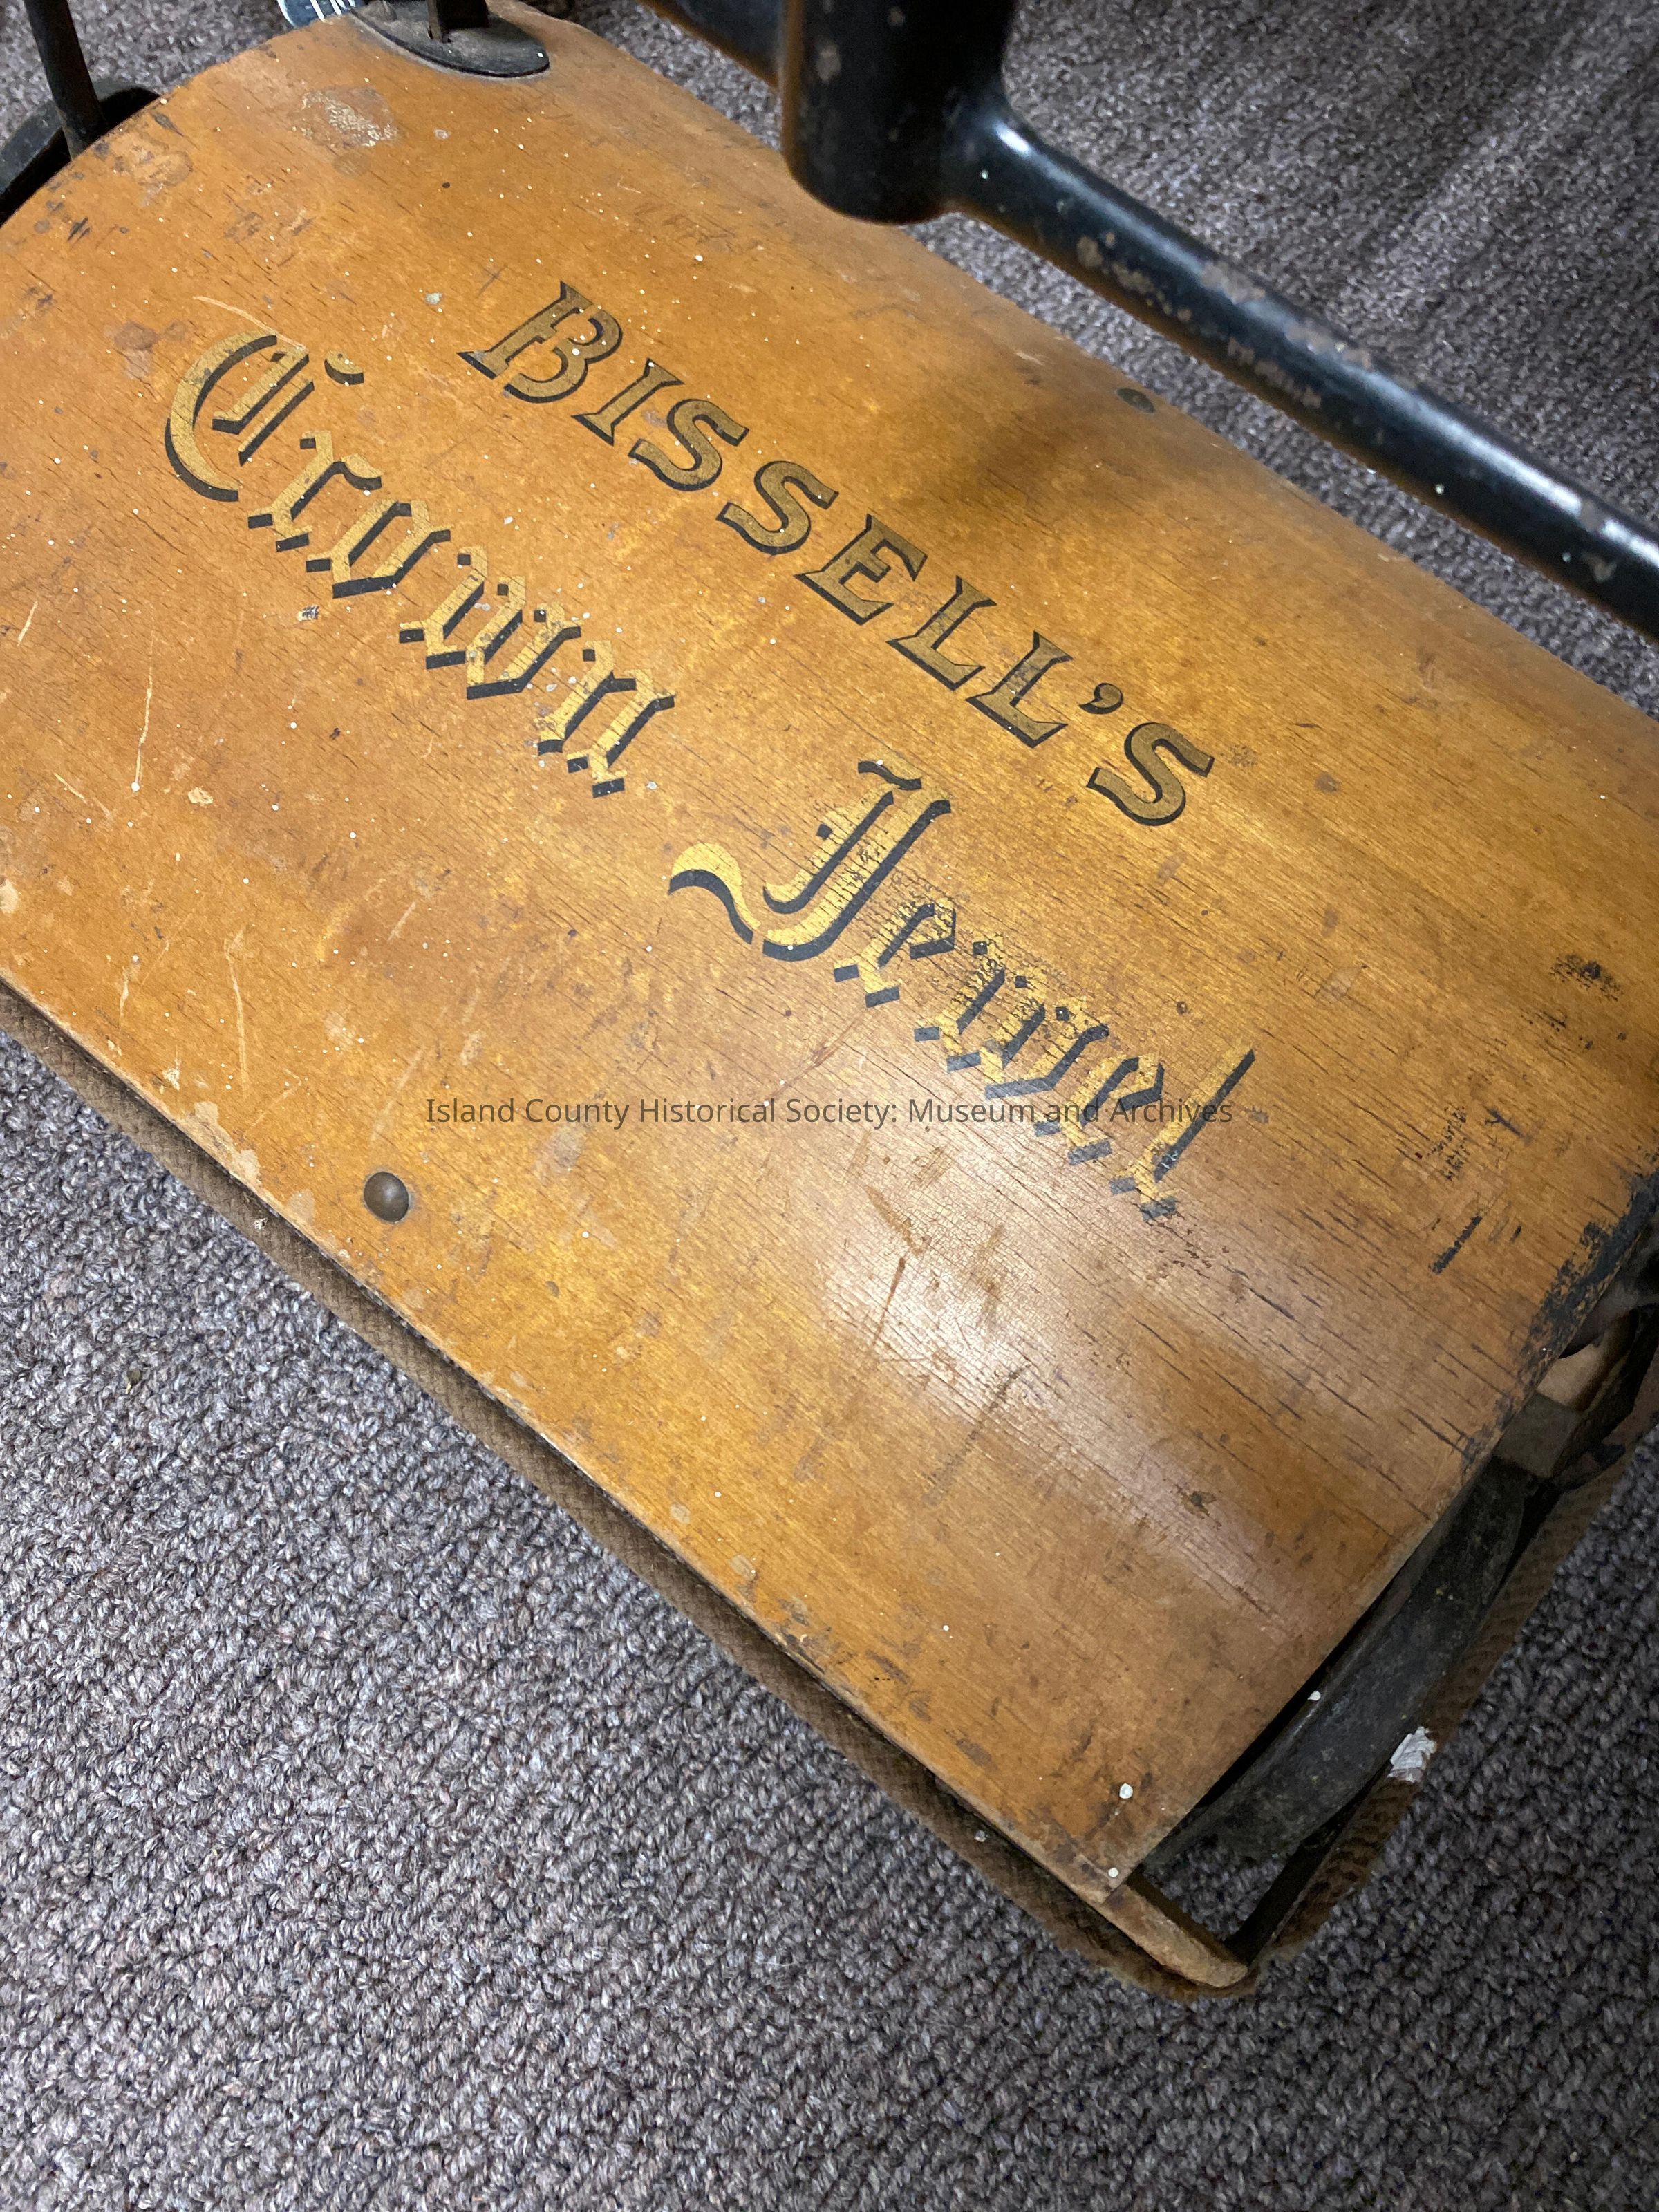 BISSELL'S
Crown Jewel
Island County Historical Society: Museum and Archives